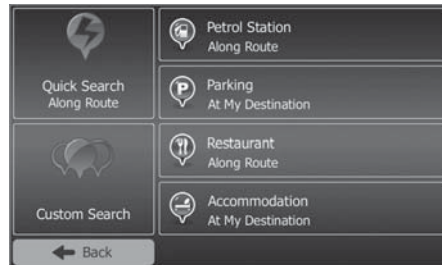 Quick Search
Along Route
Custom Search
Back
Petrol Station
Along Route
Parking
At My Destination
Restaurant
Along Route
Accommodation
At My Destination